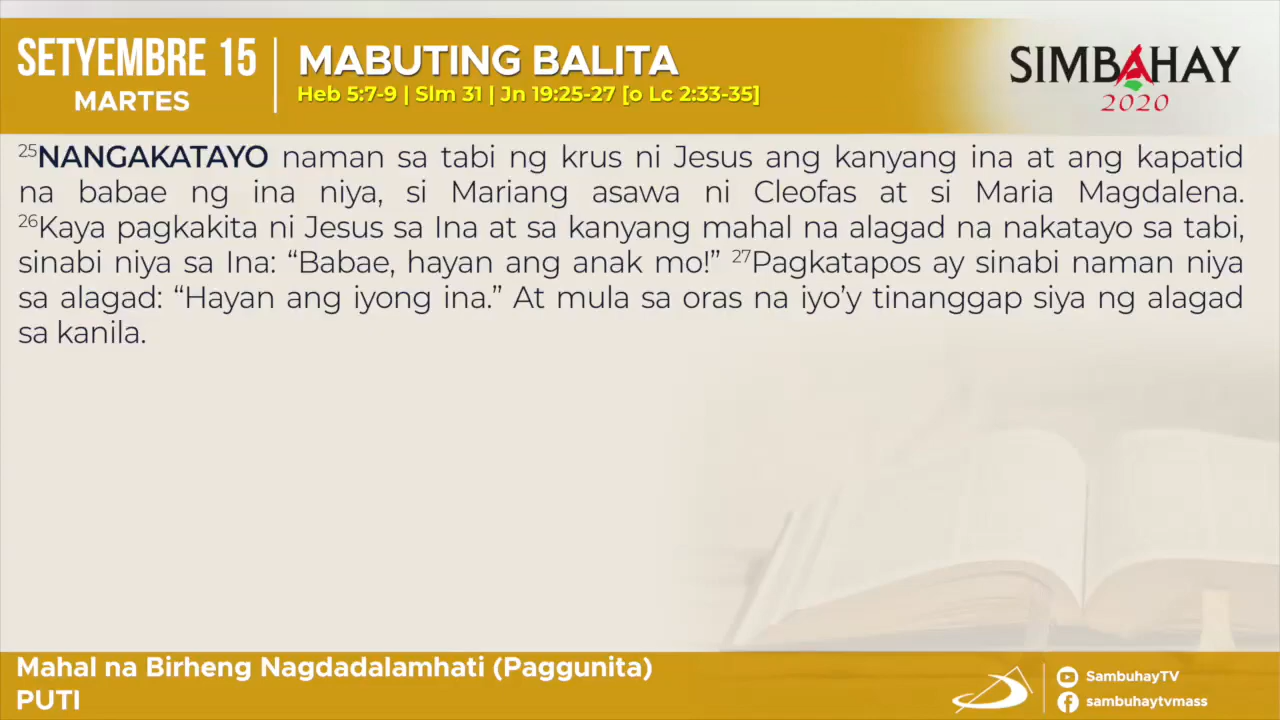 SETYEMBRE 15
MARTES
MABUTING BALITA
Heb 5:7-9 | Slm 31 | Jn 19:25-27 [o Lc 2:33-35]
SIMBAHAY
2020
25NANGAKATAYO naman sa tabi ng krus ni Jesus ang kanyang ina at ang kapatid
na babae ng ina niya, si Mariang asawa ni Cleofas at si Maria Magdalena.
26Kaya pagkakita ni Jesus sa Ina at sa kanyang mahal na alagad na nakatayo sa tabi,
sinabi niya sa Ina: “Babae, hayan ang anak mo!” 27Pagkatapos ay sinabi naman niya
sa alagad: “Hayan ang iyong ina.” At mula sa oras na iyo’y tinanggap siya ng alagad
sa kanila.
Mahal na Birheng Nagdadalamhati (Paggunita)
PUTI
SambuhayTV
sambuhaytvmass